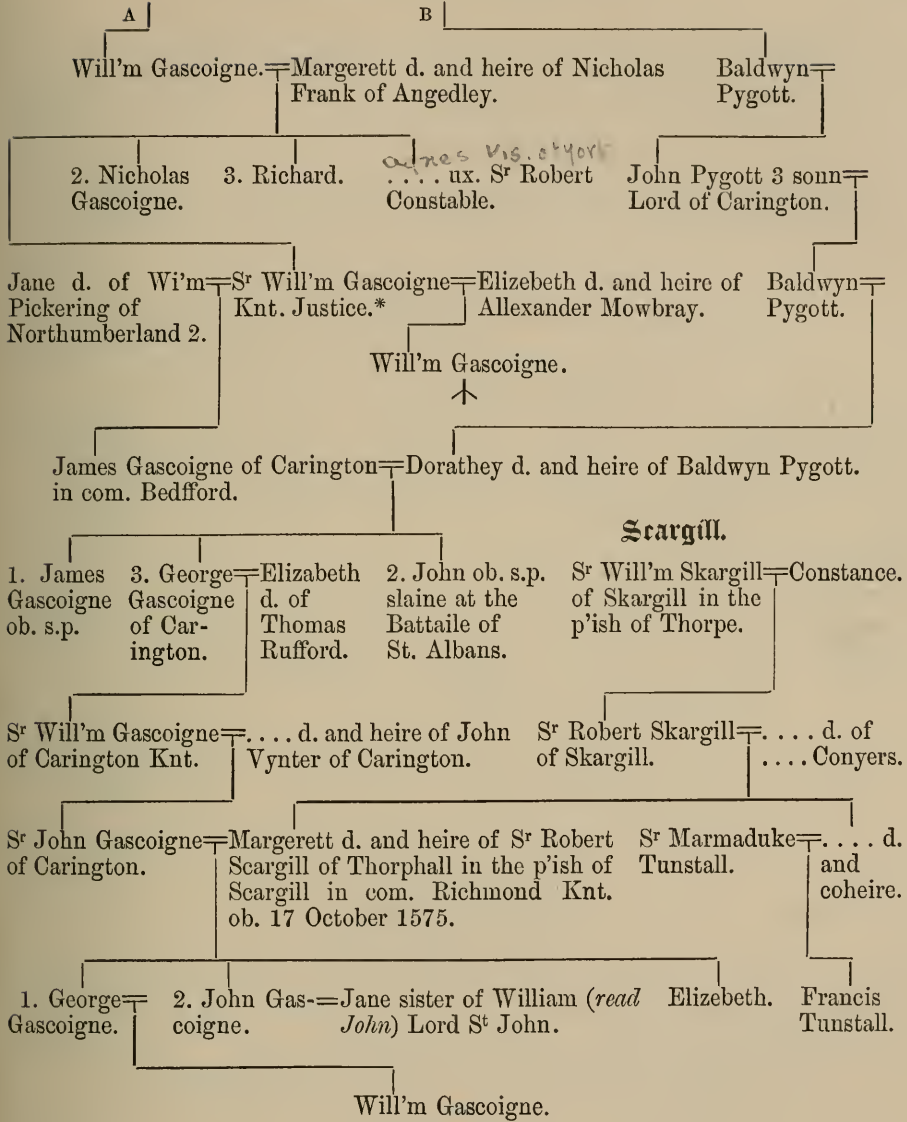 A B
Will'm Gascoigne. Margerett d. and heire of Nicholas
Frank of Angedley.
Baldwyn
Pygott.
2. Nicholas
Gascoigne.
3. Richard.
agnes Vis. of York
. . . . ux. Sʳ Robert
Constable.
John Pygott 3 sonn
Lord of Carington.
Jane d. of Wi'm
Pickering of
Northumberland 2.
Sʳ Will'm Gascoigne
Knt. Justice.*
Elizebeth d. and heire of
Allexander Mowbray.
Baldwyn
Pygott.
Will'm Gascoigne.
James Gascoigne of Carington
in com. Bedfford.
Dorathey d. and heire of Baldwyn Pygott.
Scargill.
1. James
Gascoigne
ob. s.p.
3. George
Gascoigne
of Car-
ington.
Elizabeth
d. of
Thomas
Rufford.
2. John ob. s.p.
slaine at the
Battaile of
St. Albans.
Sʳ Will'm Skargill
of Skargill in the
p'ish of Thorpe.
Constance.
Sʳ Will'm Gascoigne
of Carington Knt.
. . . . d. and heire of John
Vynter of Carington.
Sʳ Robert Skargill
of Skargill.
. . . . d. of
. . . . Conyers.
Sʳ John Gascoigne
of Carington.
Margerett d. and heire of Sʳ Robert
Scargill of Thorphall in the p'ish of
Scargill in com. Richmond Knt.
ob. 17 October 1575.
Sʳ Marmaduke
Tunstall.
. . . . d.
and
coheire.
1. George
Gascoigne.
2. John Gas-
coigne.
Jane sister of William (read
John) Lord Sᵗ John.
Elizebeth.
Francis
Tunstall.
Will'm Gascoigne.